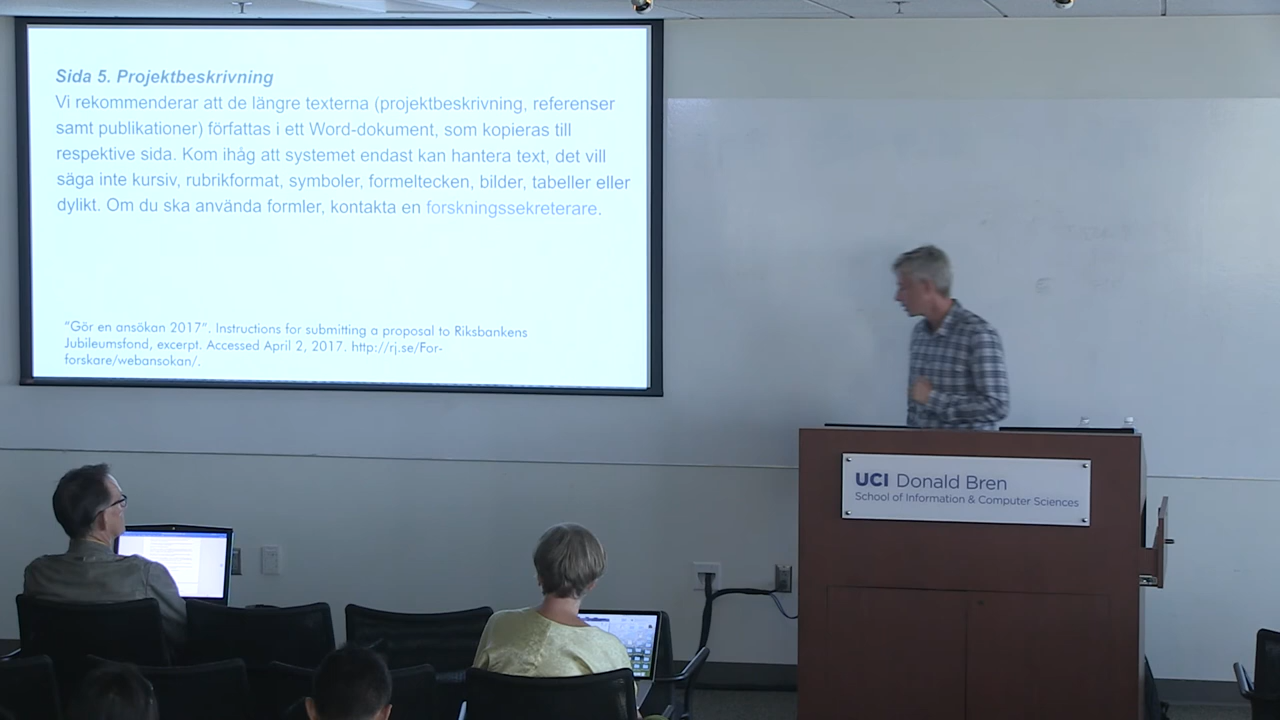 Sida 5. Projektbeskrivning
Vi rekommenderar att de längre texterna (projektbeskrivning, referenser
samt publikationer) författas i ett Word-dokument, som kopieras till
respektive sida. Kom ihåg att systemet endast kan hantera text, det vill
säga inte kursiv, rubrikformat, symboler, formeltecken, bilder, tabeller eller
dylikt. Om du ska använda formler, kontakta en forskningssekreterare.
"Gör en ansökan 2017". Instructions for submitting a proposal to Riksbankens
Jubileumsfond, excerpt. Accessed April 2, 2017. http://rj.se/For-
forskare/webansokan/.
UCI Donald Bren
School of Information & Computer Sciences